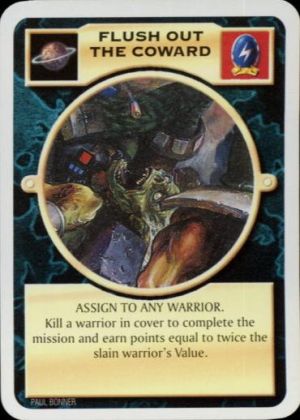 FLUSH OUT
THE COWARD
ASSIGN TO ANY WARRIOR.
Kill a warrior in cover to complete the
mission and earn points equal to twice the
slain warrior's Value.
PAUL BONNER